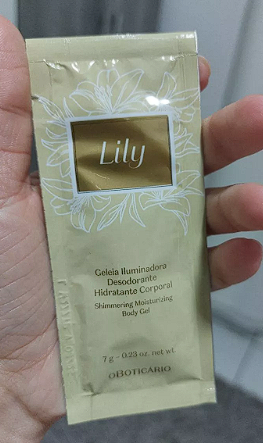 Lily
Geleia Iluminadora
Desodorante
Hidratante Corporal
Shimmering Moisturizing
Body Gel
7 g - 0.23 oz. net wt.
oBOTICÁRIO